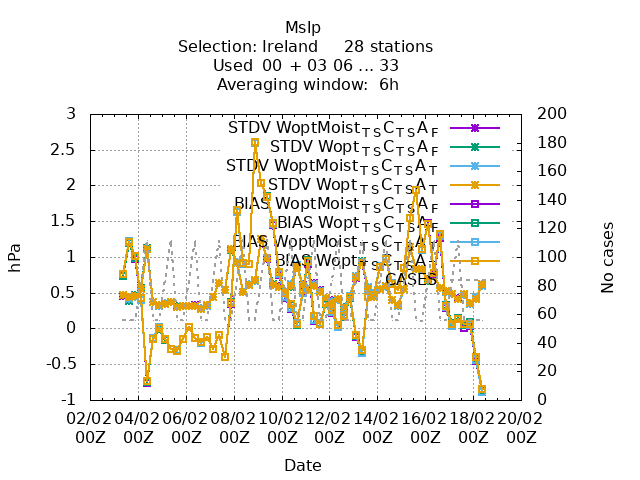 Mslp
Selection: Ireland 28 stations
Used 00 + 03 06 ... 33
Averaging window: 6h
3 200
2.5 180
2 160
1.5 140
1 120
0.5 100
0 80
-0.5 60
-1 40
20
0
STDV WoptMoist_T_S C_T_S A_F
STDV Wopt_T_S C_T_S A_F
STDV WoptMoist_T_S C_T_S A_T
STDV Wopt_T_S C_T_S A_T
BIAS WoptMoist_T_S C_T_S A_F
BIAS Wopt_T_S C_T_S A_F
BIAS WoptMoist_T_S C_T_S A_T
BIAS Wopt_T_S C_T_S A_T
CASES
hPa
No cases
02/02 04/02 06/02 08/02 10/02 12/02 14/02 16/02 18/02 20/02
00Z 00Z 00Z 00Z 00Z 00Z 00Z 00Z 00Z 00Z
Date